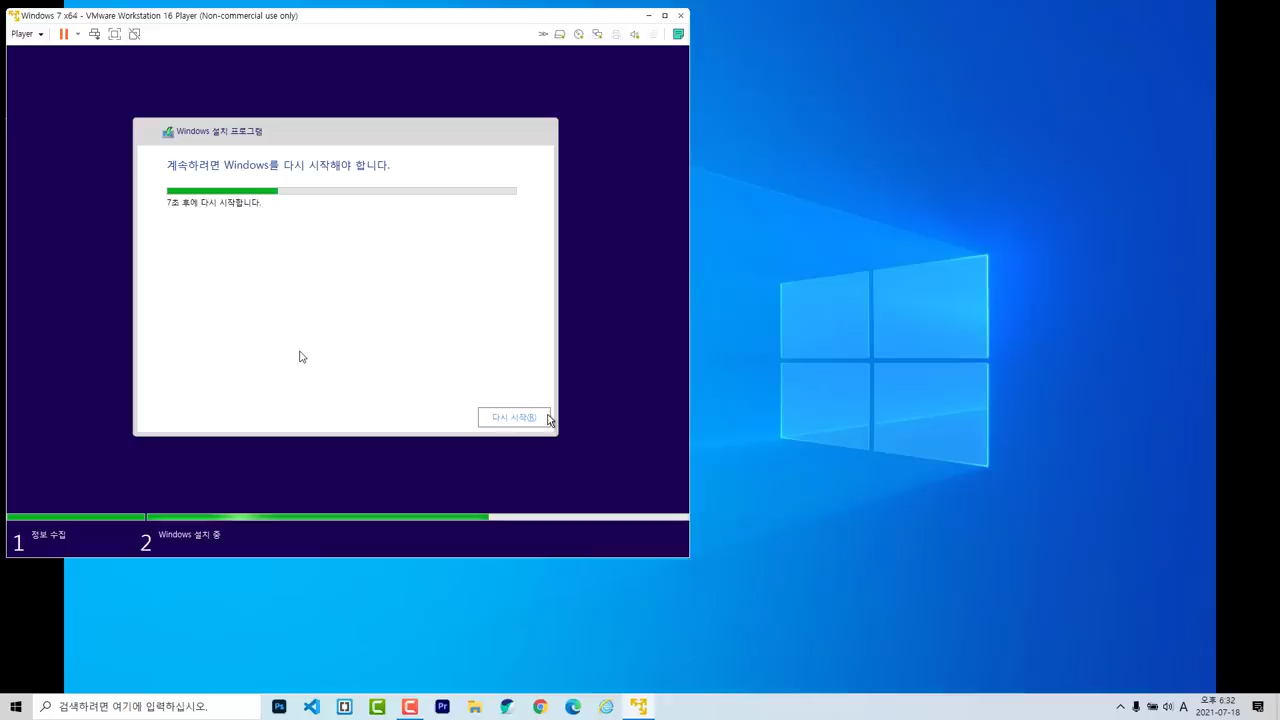 Windows 7 x64 - VMware Workstation 16 Player (Non-commercial use only)
Player
Windows 설치 프로그램
계속하려면 Windows를 다시 시작해야 합니다.
7초 후에 다시 시작합니다.
다시 시작(R)
1 정보 수집
2 Windows 설치 중
검색하려면 여기에 입력하십시오.
Ps
Pr
A
오후 6:32
2021-07-18